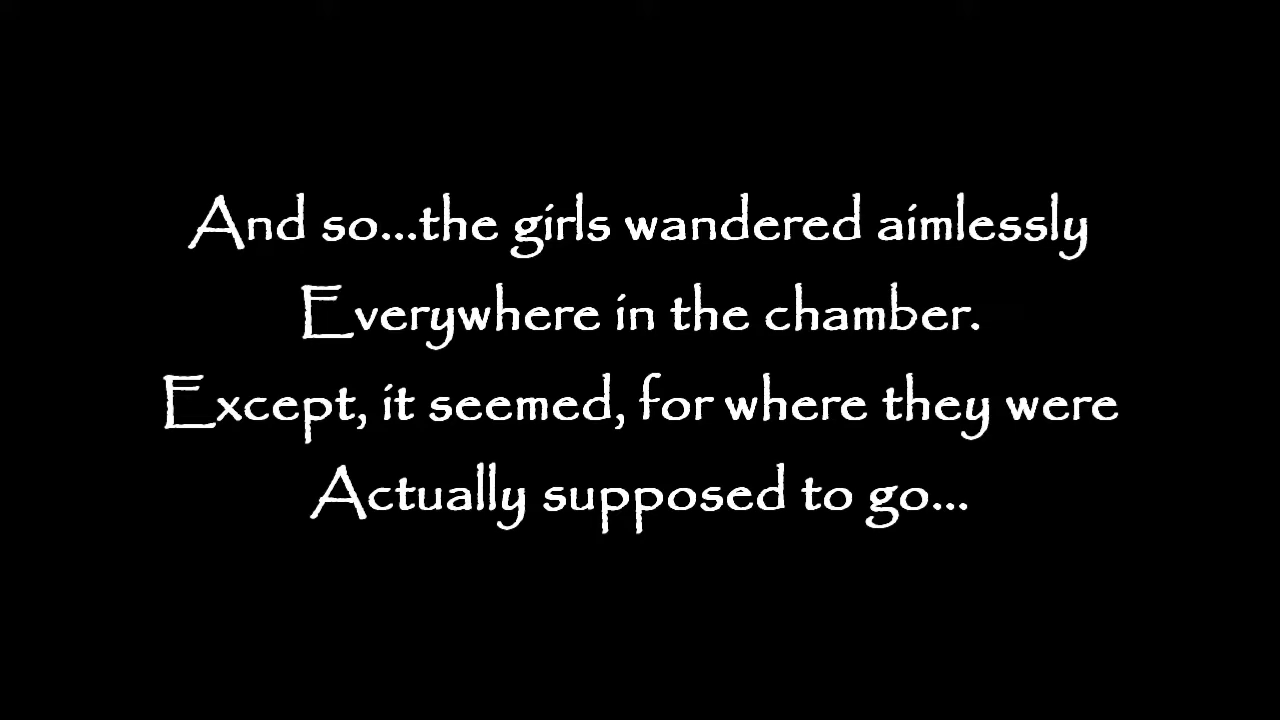 And so...the girls wandered aimlessly
Everywhere in the chamber.
Except, it seemed, for where they were
Actually supposed to go...